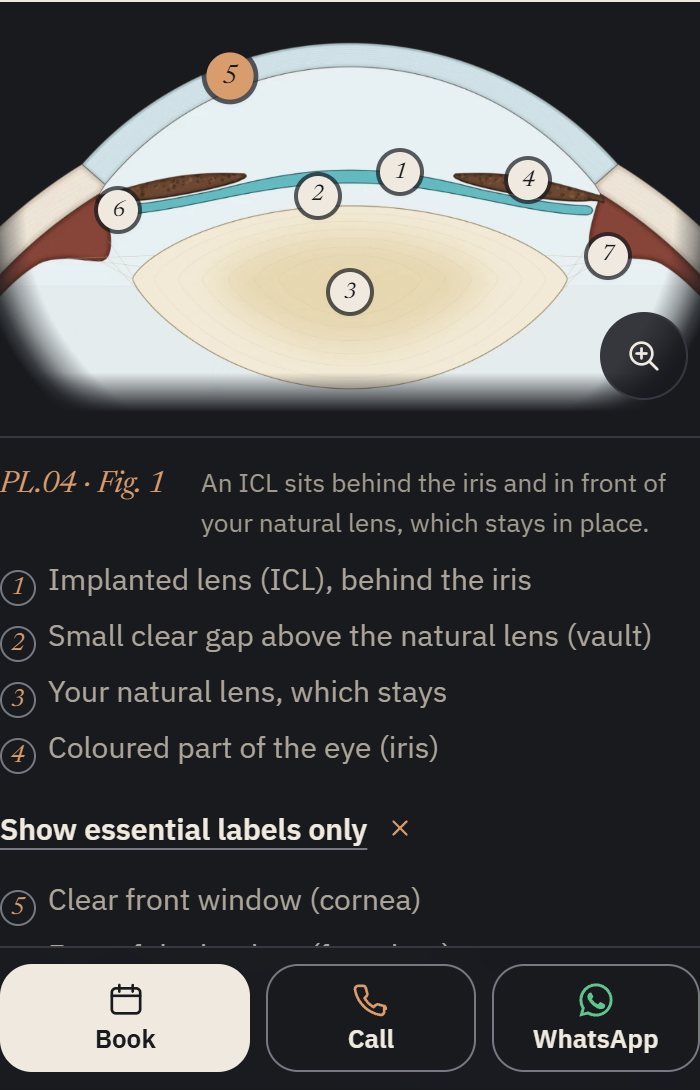 5
1
4
2
6
7
3
PL.04 · Fig. 1
An ICL sits behind the iris and in front of
your natural lens, which stays in place.
1 Implanted lens (ICL), behind the iris
2 Small clear gap above the natural lens (vault)
3 Your natural lens, which stays
4 Coloured part of the eye (iris)
Show essential labels only ×
5 Clear front window (cornea)
Book
Call
WhatsApp